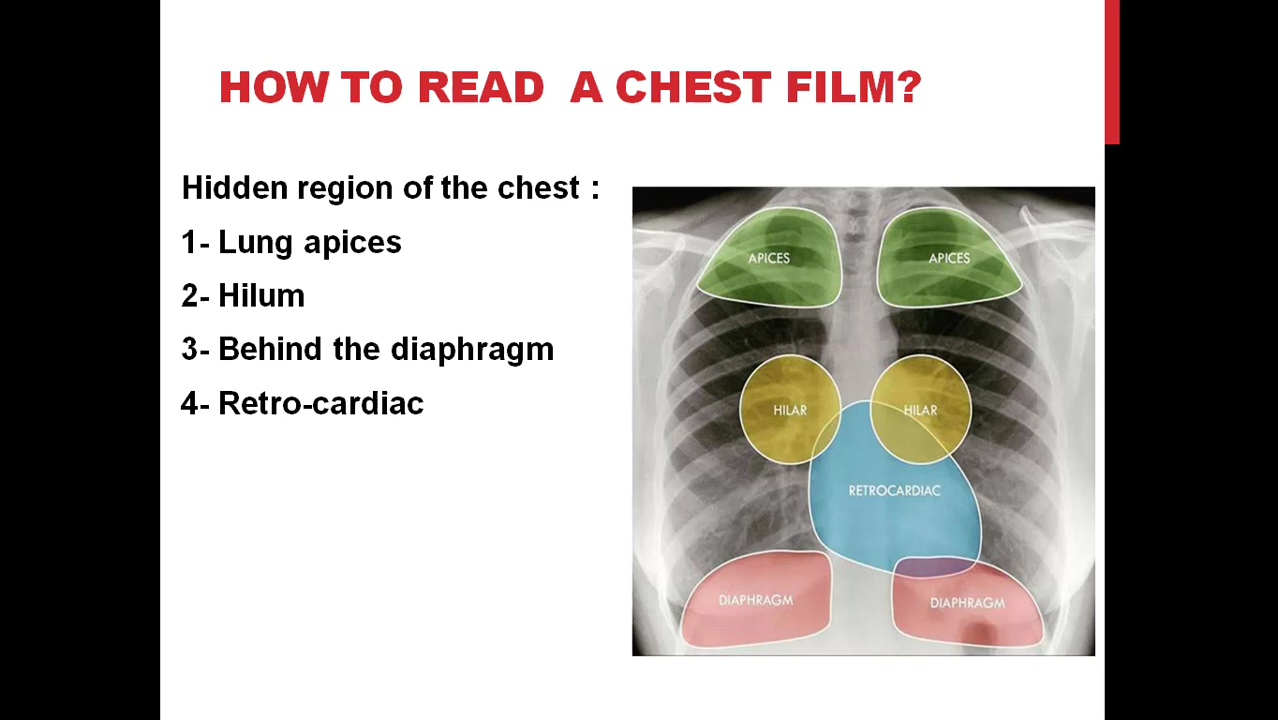 HOW TO READ A CHEST FILM?
Hidden region of the chest :
1- Lung apices
2- Hilum
3- Behind the diaphragm
4- Retro-cardiac
APICES
APICES
HILAR
HILAR
RETROCARDIAC
DIAPHRAGM
DIAPHRAGM